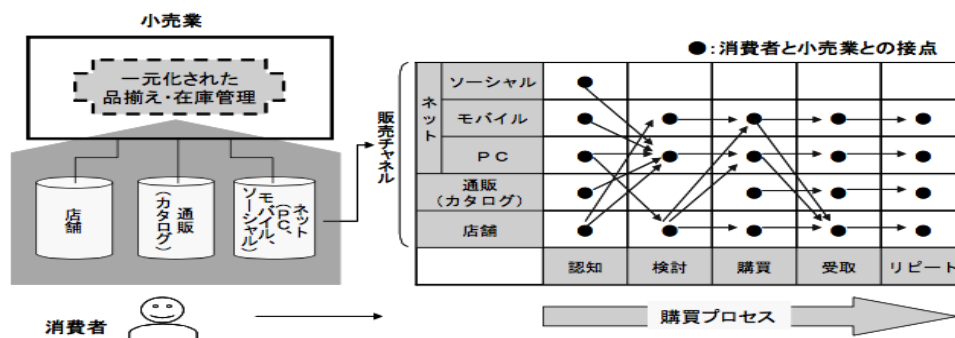 小売業
一元化された
品揃え・在庫管理
店舗
通販
(カタログ)
ネット
(PC、
モバイル、
ソーシャル)
消費者
●:消費者と小売業との接点
販売チャネル
ネット
ソーシャル
モバイル
PC
通販
(カタログ)
店舗
認知
検討
購買
受取
リピート
購買プロセス